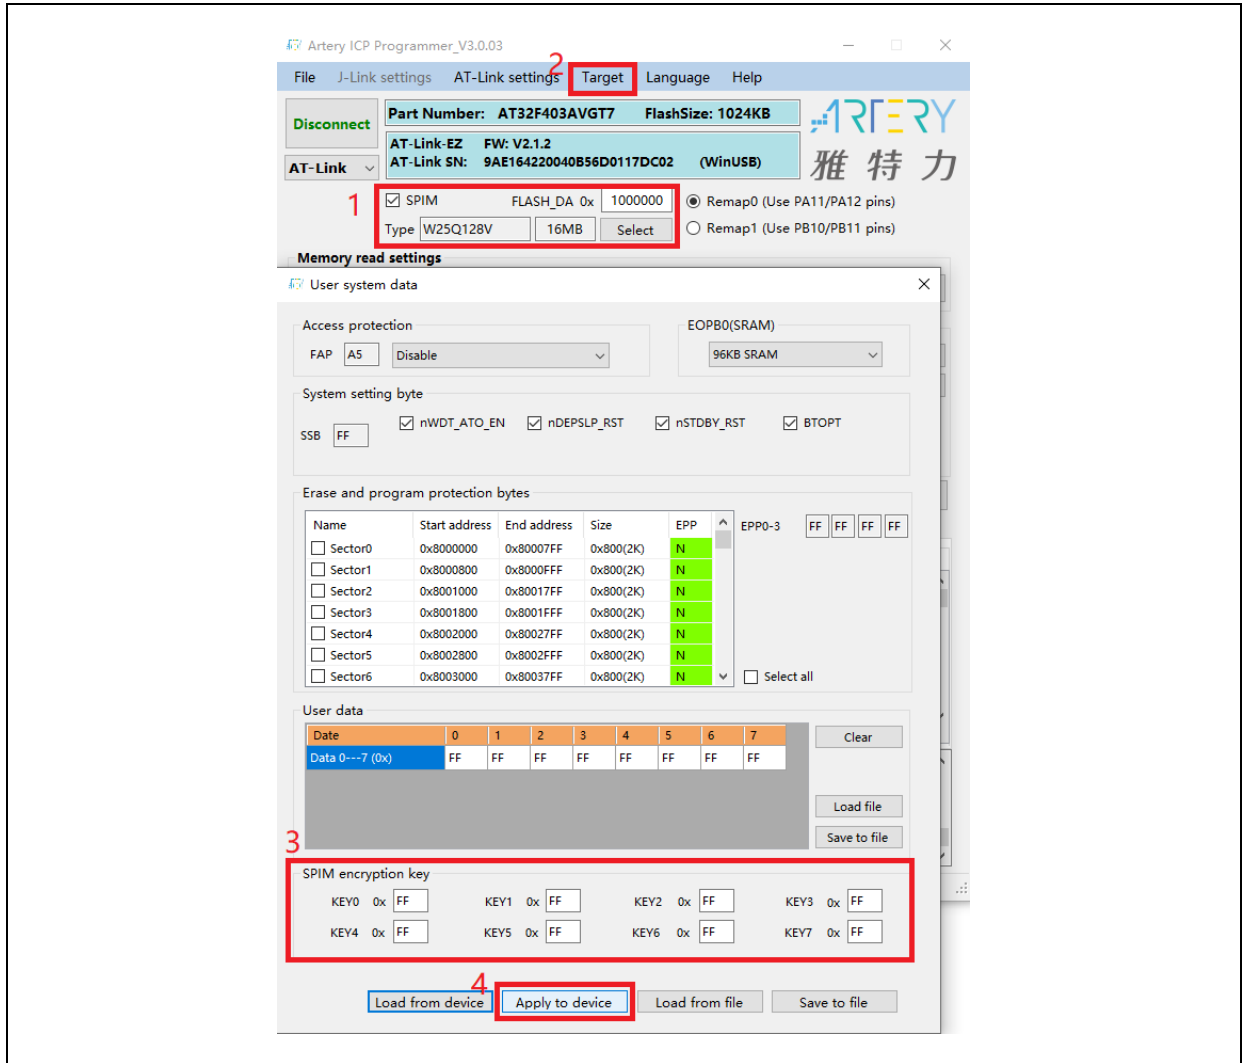 Artery ICP Programmer_V3.0.03
2
File J-Link settings AT-Link settings Target Language Help
Disconnect
Part Number: AT32F403AVGT7 FlashSize: 1024KB
AT-Link-EZ FW: V2.1.2
AT-Link SN: 9AE164220040B56D0117DC02 (WinUSB)
AT-Link
ARTERY
雅特力
1
SPIM FLASH_DA 0x 1000000
Type W25Q128V 16MB Select
Remap0 (Use PA11/PA12 pins)
Remap1 (Use PB10/PB11 pins)
Memory read settings
User system data
Access protection
FAP A5 Disable
EOPB0(SRAM)
96KB SRAM
System setting byte
SSB FF
nWDT_ATO_EN nDEPSLP_RST nSTDBY_RST BTOPT
Erase and program protection bytes
Name Start address End address Size EPP
Sector0 0x8000000 0x80007FF 0x800(2K) N
Sector1 0x8000800 0x8000FFF 0x800(2K) N
Sector2 0x8001000 0x80017FF 0x800(2K) N
Sector3 0x8001800 0x8001FFF 0x800(2K) N
Sector4 0x8002000 0x80027FF 0x800(2K) N
Sector5 0x8002800 0x8002FFF 0x800(2K) N
Sector6 0x8003000 0x80037FF 0x800(2K) N
EPP0-3 FF FF FF FF
Select all
User data
Date 0 1 2 3 4 5 6 7
Data 0---7 (0x) FF FF FF FF FF FF FF FF
Clear
Load file
Save to file
3
SPIM encryption key
KEY0 0x FF KEY1 0x FF KEY2 0x FF KEY3 0x FF
KEY4 0x FF KEY5 0x FF KEY6 0x FF KEY7 0x FF
4
Load from device Apply to device Load from file Save to file